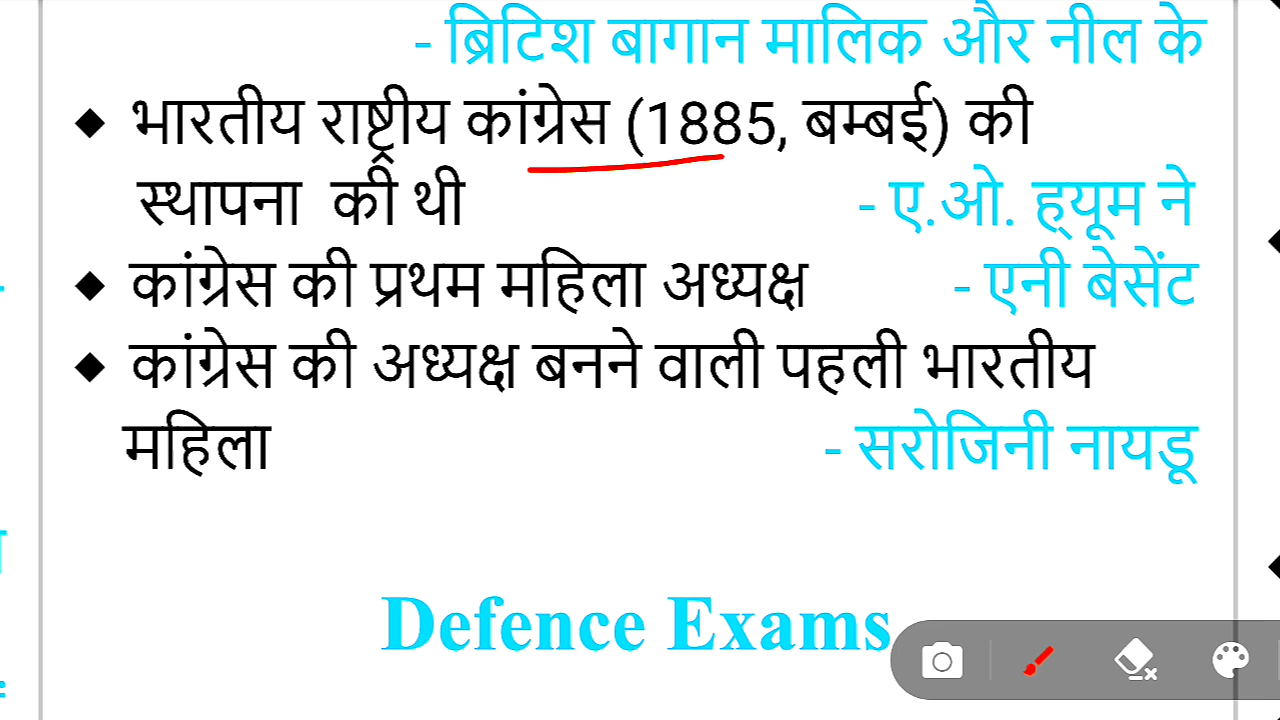 - ब्रिटिश बागान मालिक और नील के
◆ भारतीय राष्ट्रीय कांग्रेस (1885, बम्बई) की
स्थापना की थी - ए.ओ. ह्यूम ने
◆ कांग्रेस की प्रथम महिला अध्यक्ष - एनी बेसेंट
◆ कांग्रेस की अध्यक्ष बनने वाली पहली भारतीय
महिला - सरोजिनी नायडू
Defence Exams